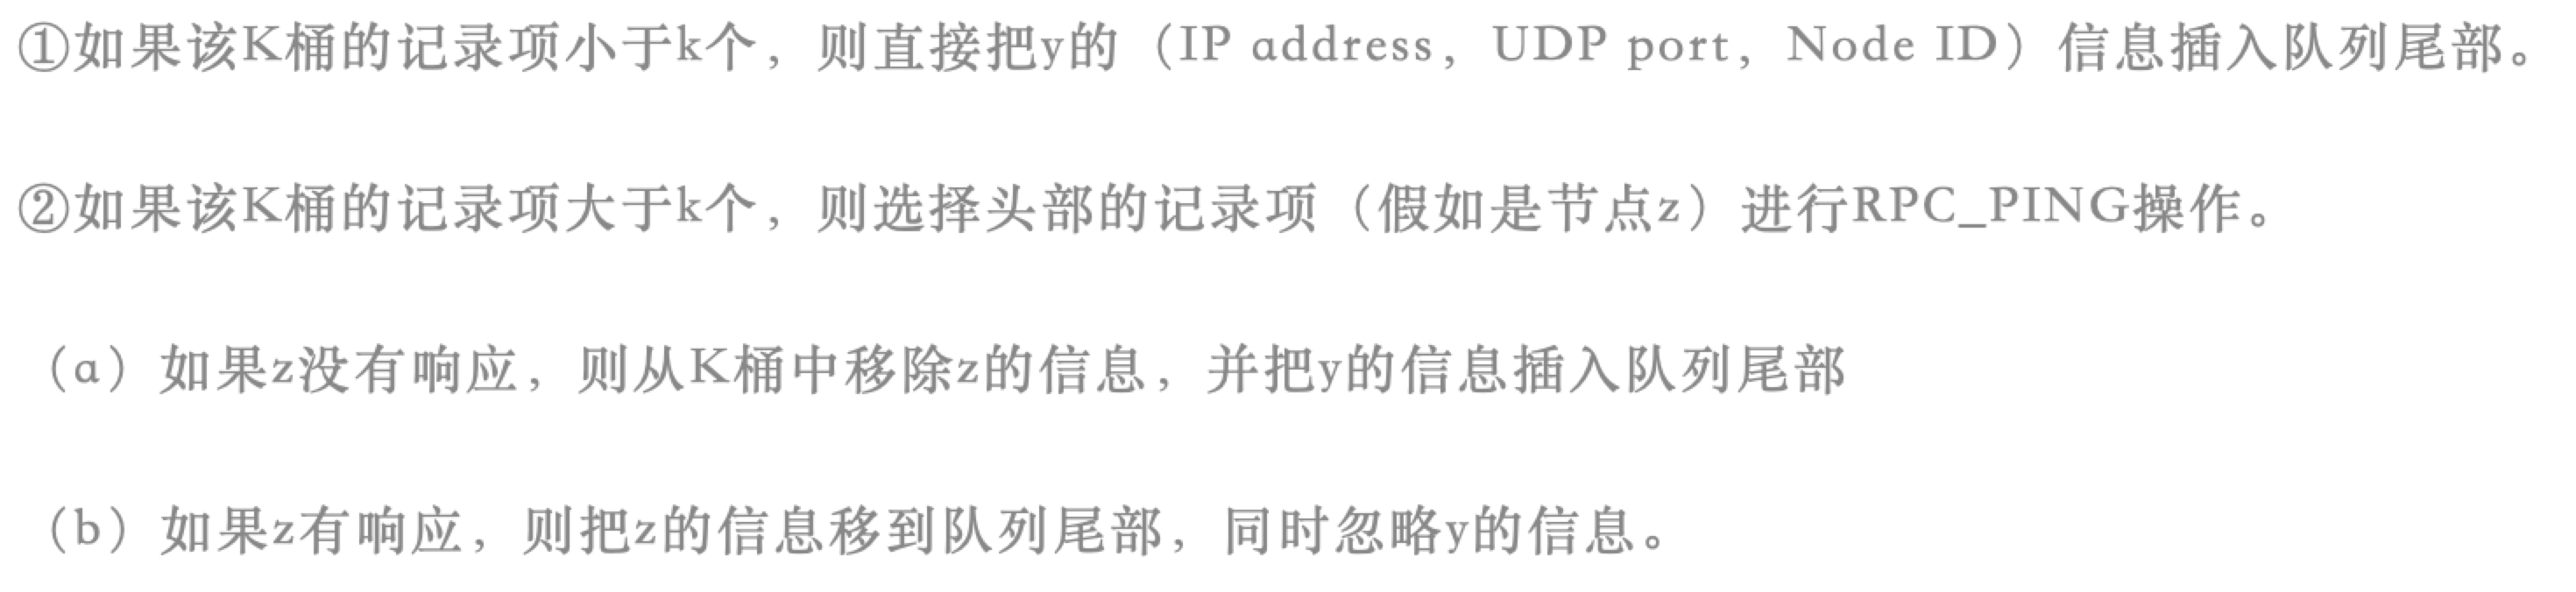 ①如果该K桶的记录项小于k个，则直接把y的（IP address，UDP port，Node ID）信息插入队列尾部。
②如果该K桶的记录项大于k个，则选择头部的记录项（假如是节点z）进行RPC_PING操作。
（a）如果z没有响应，则从K桶中移除z的信息，并把y的信息插入队列尾部
（b）如果z有响应，则把z的信息移到队列尾部，同时忽略y的信息。